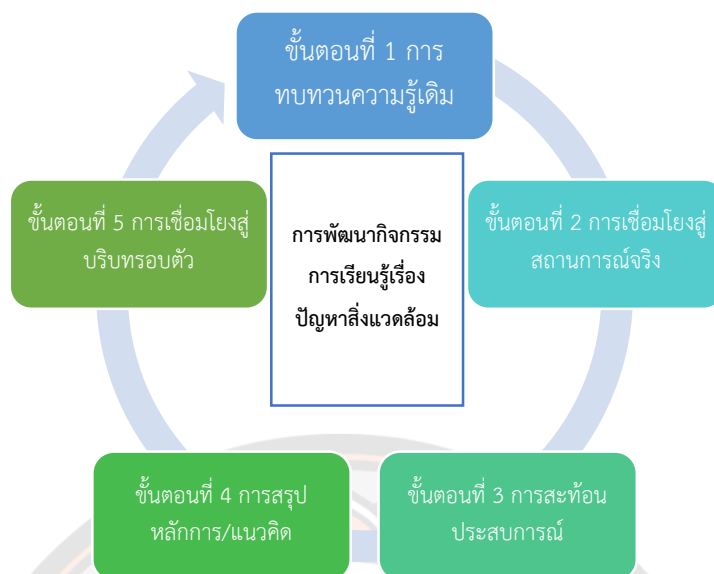 ขั้นตอนที่ 1 การ
ทบทวนความรู้เดิม
ขั้นตอนที่ 2 การเชื่อมโยงสู่
สถานการณ์จริง
ขั้นตอนที่ 3 การสะท้อน
ประสบการณ์
ขั้นตอนที่ 4 การสรุป
หลักการ/แนวคิด
ขั้นตอนที่ 5 การเชื่อมโยงสู่
บริบทรอบตัว
การพัฒนากิจกรรม
การเรียนรู้เรื่อง
ปัญหาสิ่งแวดล้อม